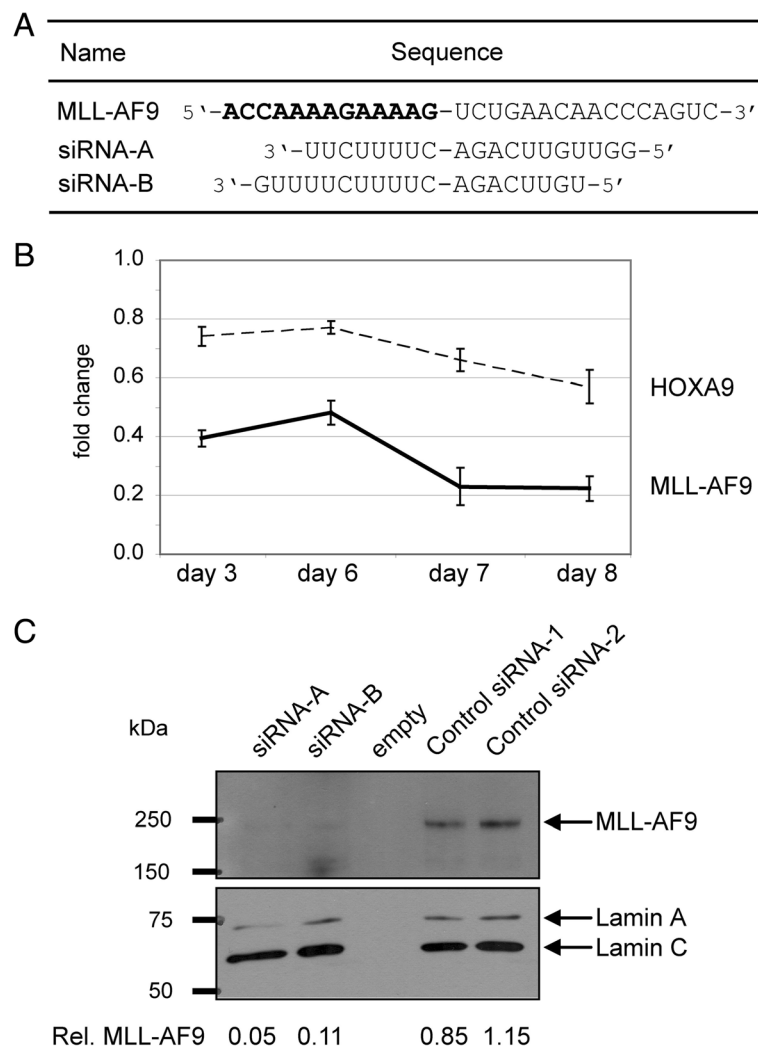 A
Name Sequence
MLL-AF9 5'-ACCAAAAGAAAAG-UCUGAACAACCCAGUC-3'
siRNA-A 3'-UUCUUUUC-AGACUUGUUGG-5'
siRNA-B 3'-GUUUUCUUUUC-AGACUUGU-5'
B
1.0
0.8
0.6
0.4
0.2
0.0
fold change
HOXA9
MLL-AF9
day 3 day 6 day 7 day 8
C
kDa siRNA-A siRNA-B empty Control siRNA-1 Control siRNA-2
250 MLL-AF9
150
75 Lamin A
Lamin C
50
Rel. MLL-AF9 0.05 0.11 0.85 1.15